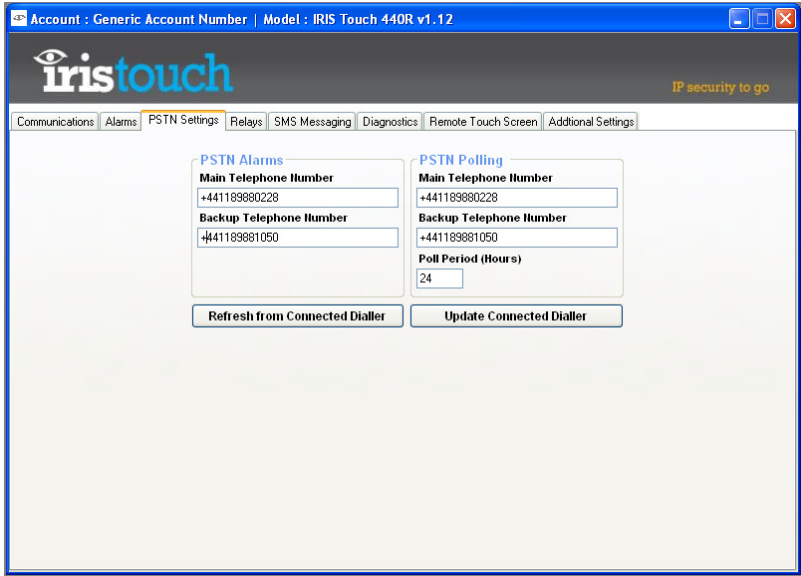 Account : Generic Account Number | Model : IRIS Touch 440R v1.12
iristouch
IP security to go
Communications Alarms PSTN Settings Relays SMS Messaging Diagnostics Remote Touch Screen Addtional Settings
PSTN Alarms
Main Telephone Number
+441189880228
Backup Telephone Number
+441189881050
PSTN Polling
Main Telephone Number
+441189880228
Backup Telephone Number
+441189881050
Poll Period (Hours)
24
Refresh from Connected Dialler
Update Connected Dialler